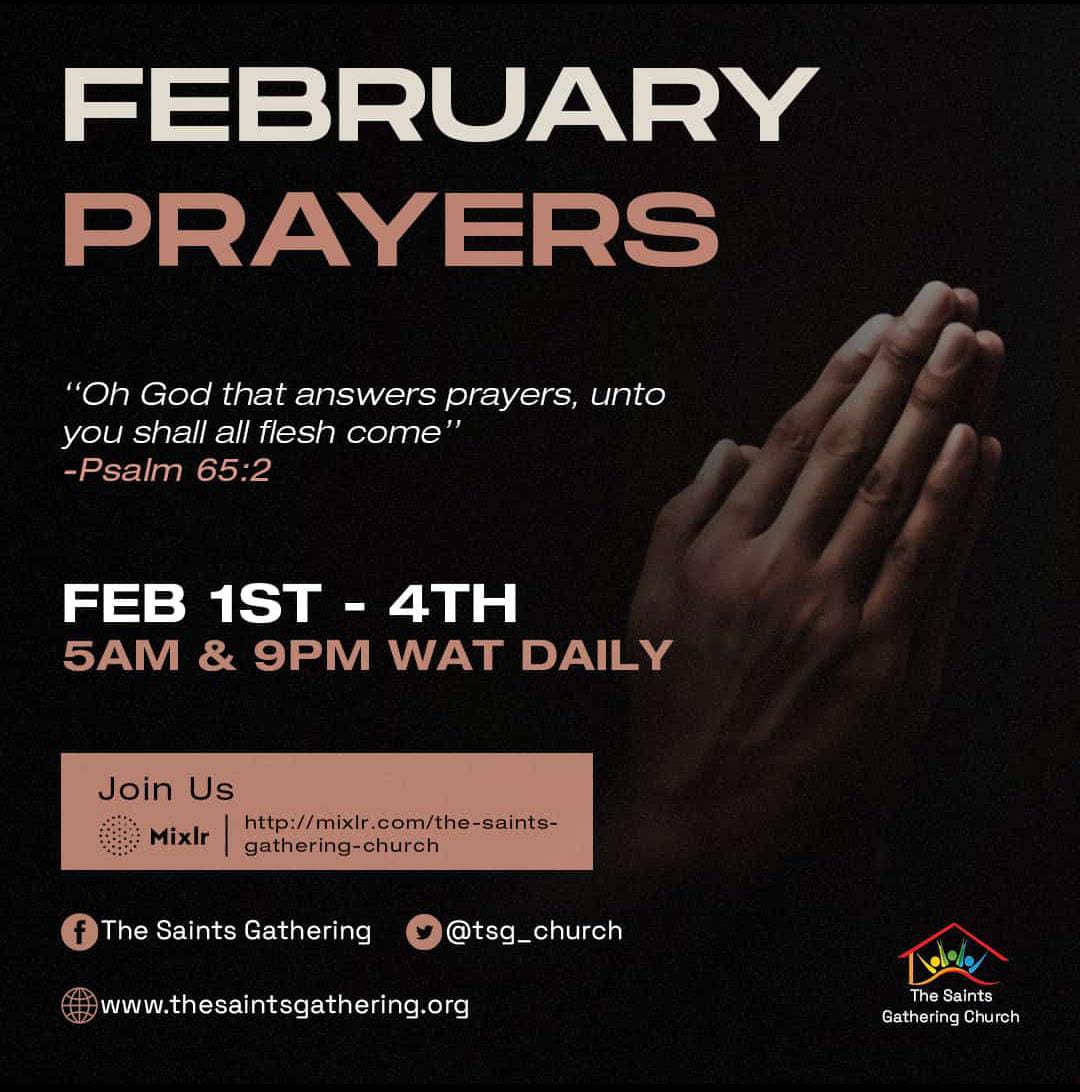 FEBRUARY
PRAYERS
‘‘Oh God that answers prayers, unto
you shall all flesh come’’
-Psalm 65:2
FEB 1ST - 4TH
5AM & 9PM WAT DAILY
Join Us
Mixlr | http://mixlr.com/the-saints-
gathering-church
The Saints Gathering @tsg_church
www.thesaintsgathering.org
The Saints
Gathering Church